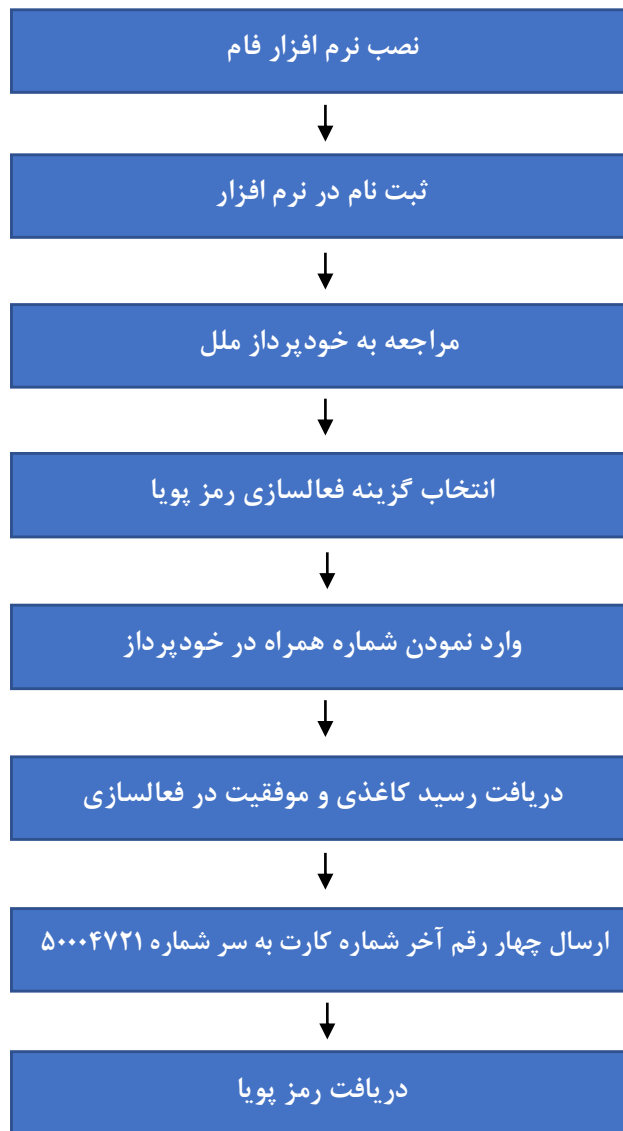 نصب نرم افزار فام
ثبت نام در نرم افزار
مراجعه به خودپرداز ملل
انتخاب گزینه فعالسازی رمز پویا
وارد نمودن شماره همراه در خودپرداز
دریافت رسید کاغذی و موفقیت در فعالسازی
ارسال چهار رقم آخر شماره کارت به سر شماره ۵۰۰۰۴۷۲۱
دریافت رمز پویا